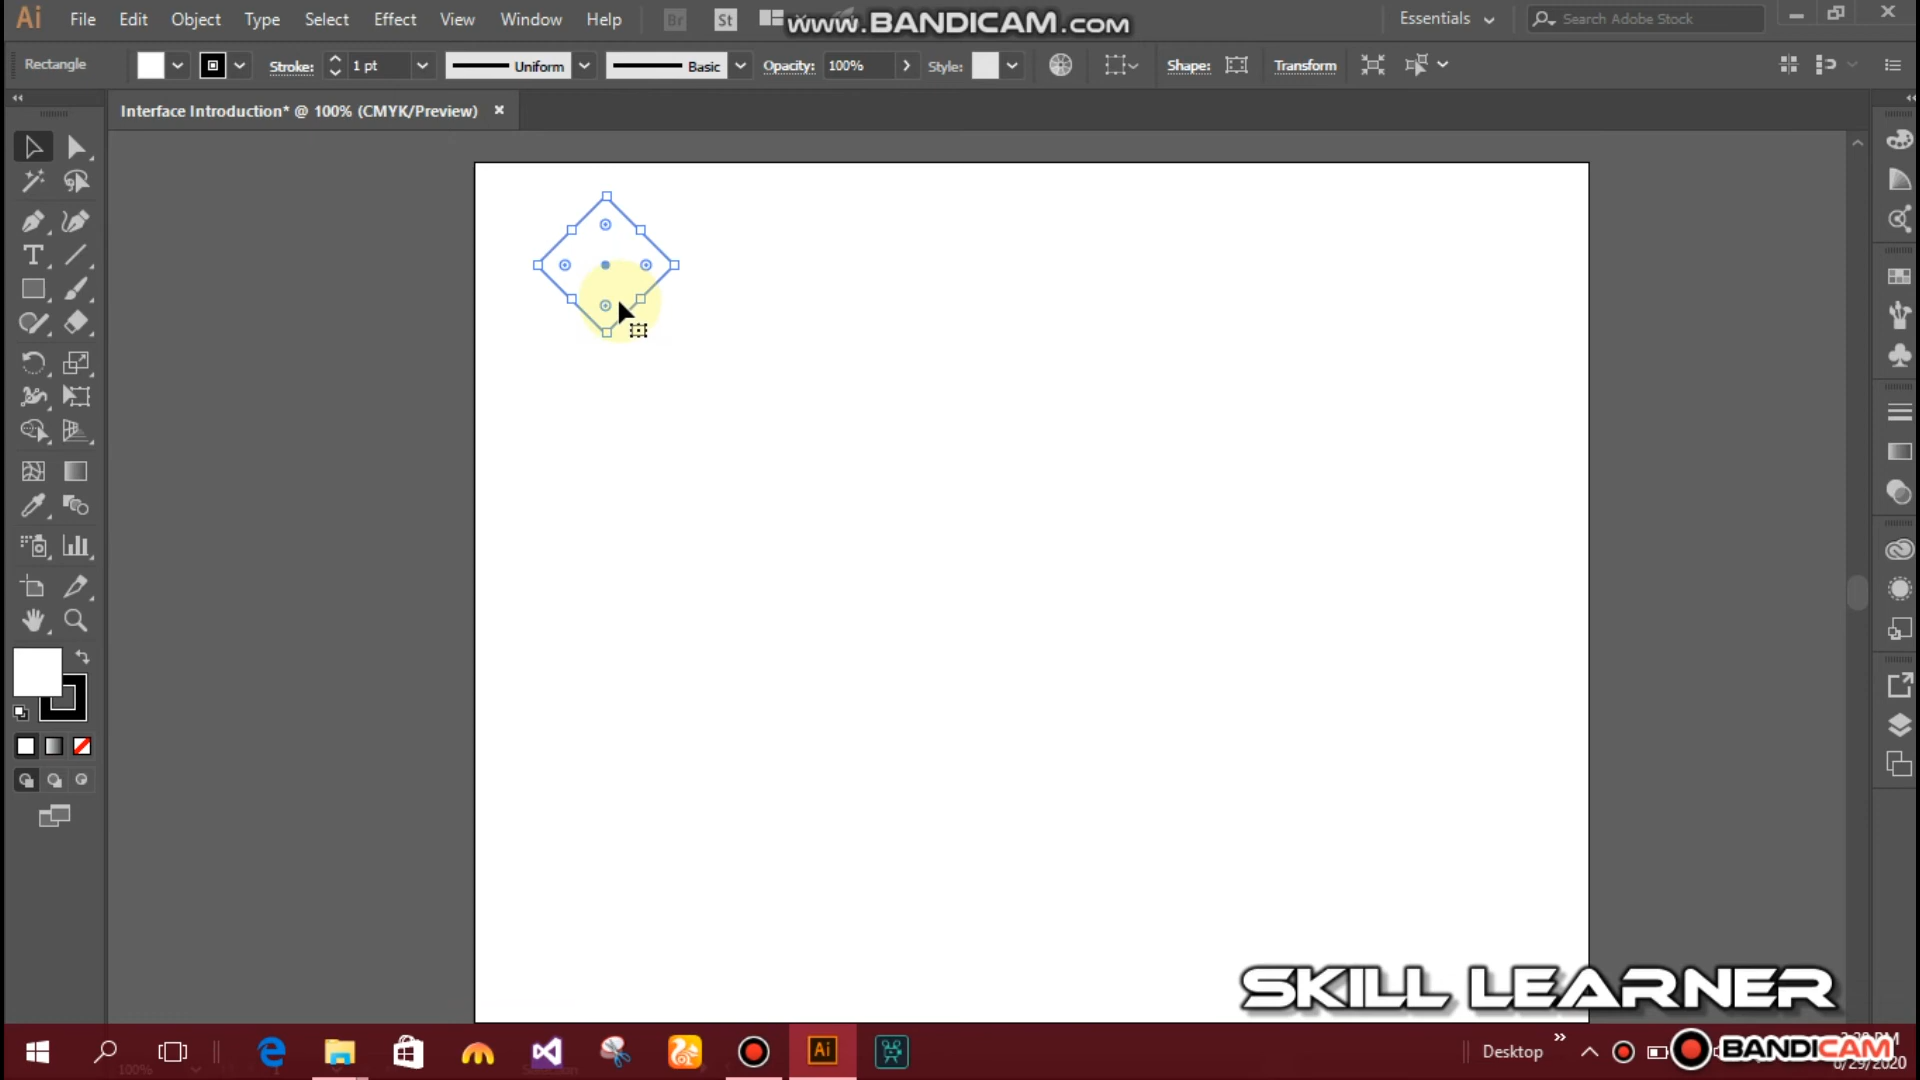 Ai File Edit Object Type Select Effect View Window Help Br St www.BANDICAM.com Essentials Search Adobe Stock
Rectangle Stroke: 1 pt Uniform Basic Opacity: 100% Style: Shape: Transform
Interface Introduction* @ 100% (CMYK/Preview)
SKILL LEARNER
Ai Desktop BANDICAM
100% Selection